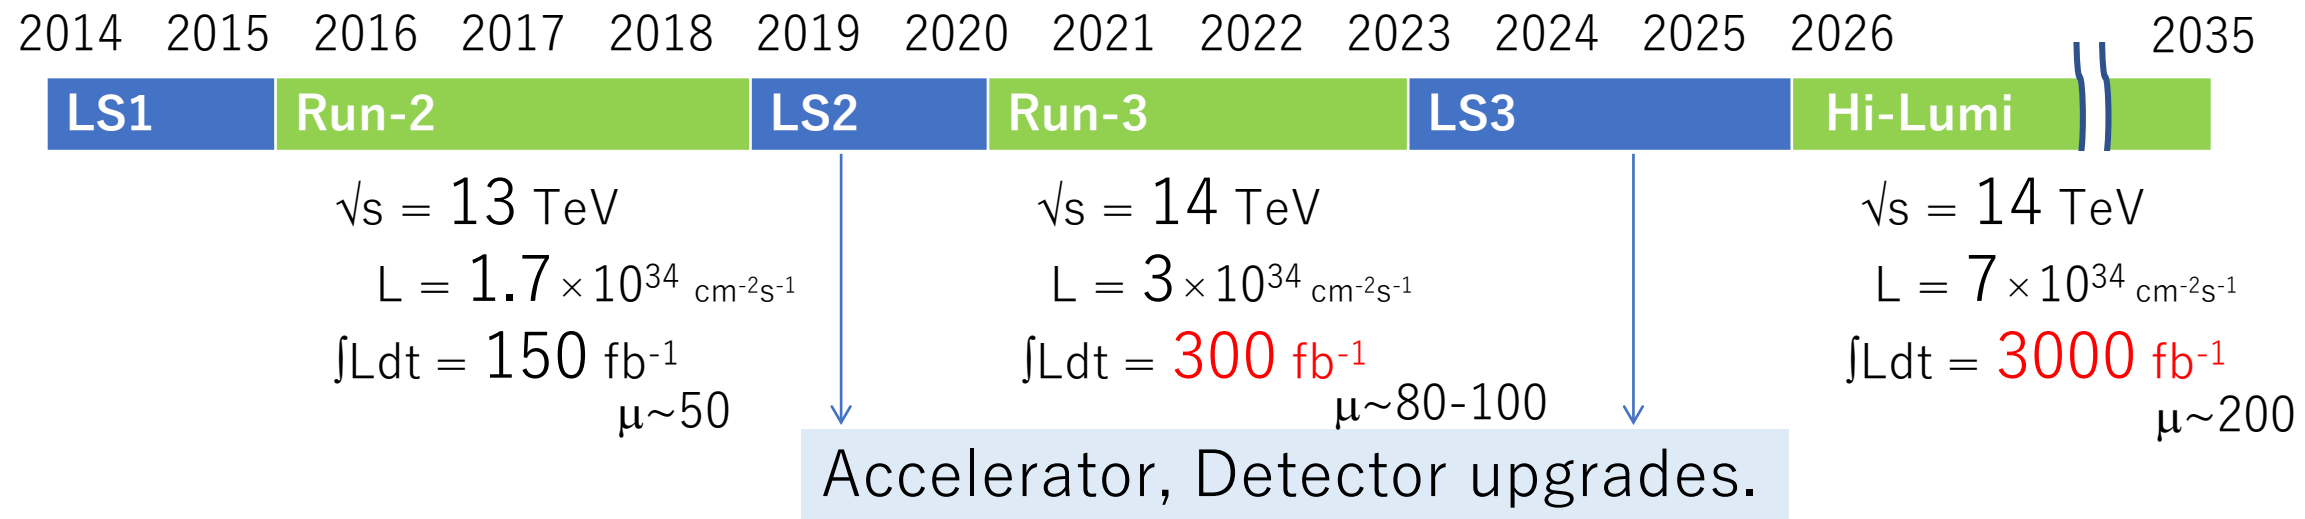 2014 2015 2016 2017 2018 2019 2020 2021 2022 2023 2024 2025 2026 2035
LS1 Run-2 LS2 Run-3 LS3 Hi-Lumi
√s = 13 TeV
L = 1.7×10³⁴ cm⁻²s⁻¹
∫Ldt = 150 fb⁻¹
μ~50
√s = 14 TeV
L = 3×10³⁴ cm⁻²s⁻¹
∫Ldt = 300 fb⁻¹
μ~80-100
√s = 14 TeV
L = 7×10³⁴ cm⁻²s⁻¹
∫Ldt = 3000 fb⁻¹
μ~200
Accelerator, Detector upgrades.